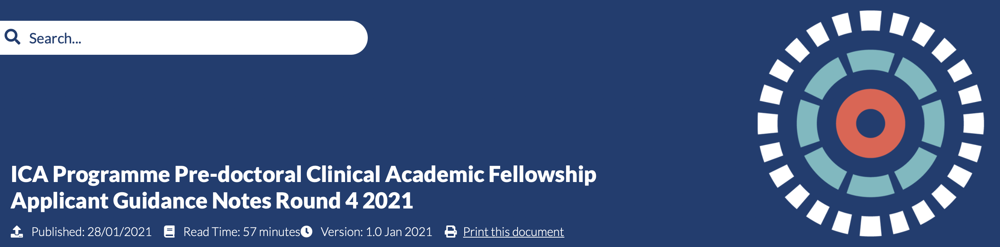 Search...
ICA Programme Pre-doctoral Clinical Academic Fellowship
Applicant Guidance Notes Round 4 2021
Published: 28/01/2021 Read Time: 57 minutes Version: 1.0 Jan 2021 Print this document